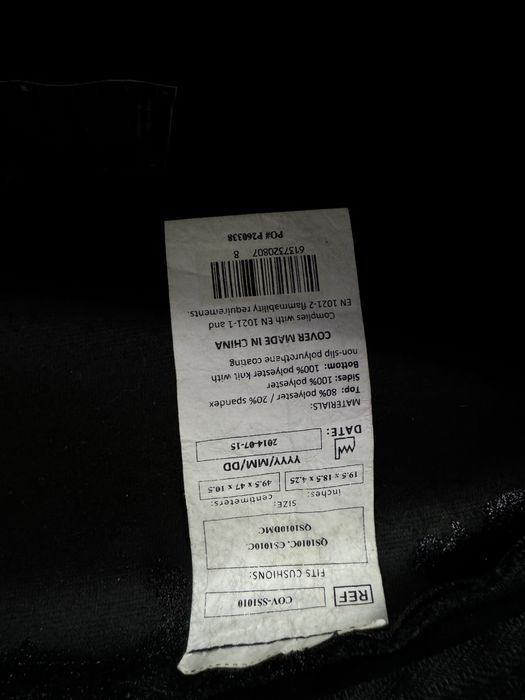 REF COV-SS1010
FITS CUSHIONS:
QS1010C, CS1010C,
QS1010DMC
SIZE:
inches: centimeters:
19.5 x 18.5 x 4.25 49.5 x 47 x 10.5
YYYY/MM/DD
DATE: 2014-07-15
MATERIALS:
Top: 80% polyester / 20% spandex
Sides: 100% polyester
Bottom: 100% polyester knit with
non-slip polyurethane coating
COVER MADE IN CHINA
Complies with EN 1021-1 and
EN 1021-2 flammability requirements.
6137320807 8
PO# P260338